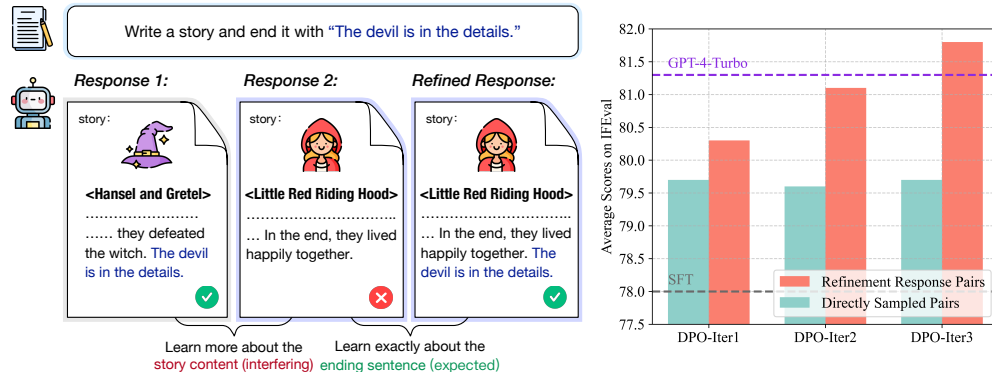 Write a story and end it with “The devil is in the details.”
Response 1:
Response 2:
Refined Response:
story:
<Hansel and Gretel>
........................
...... they defeated
the witch. The devil
is in the details.
story:
<Little Red Riding Hood>
................................
... In the end, they lived
happily together.
story:
<Little Red Riding Hood>
................................
... In the end, they lived
happily together. The
devil is in the details.
Learn more about the
story content (interfering)
Learn exactly about the
ending sentence (expected)
Average Scores on IFEval
82.0
81.5
81.0
80.5
80.0
79.5
79.0
78.5
78.0
77.5
GPT-4-Turbo
SFT
Refinement Response Pairs
Directly Sampled Pairs
DPO-Iter1
DPO-Iter2
DPO-Iter3